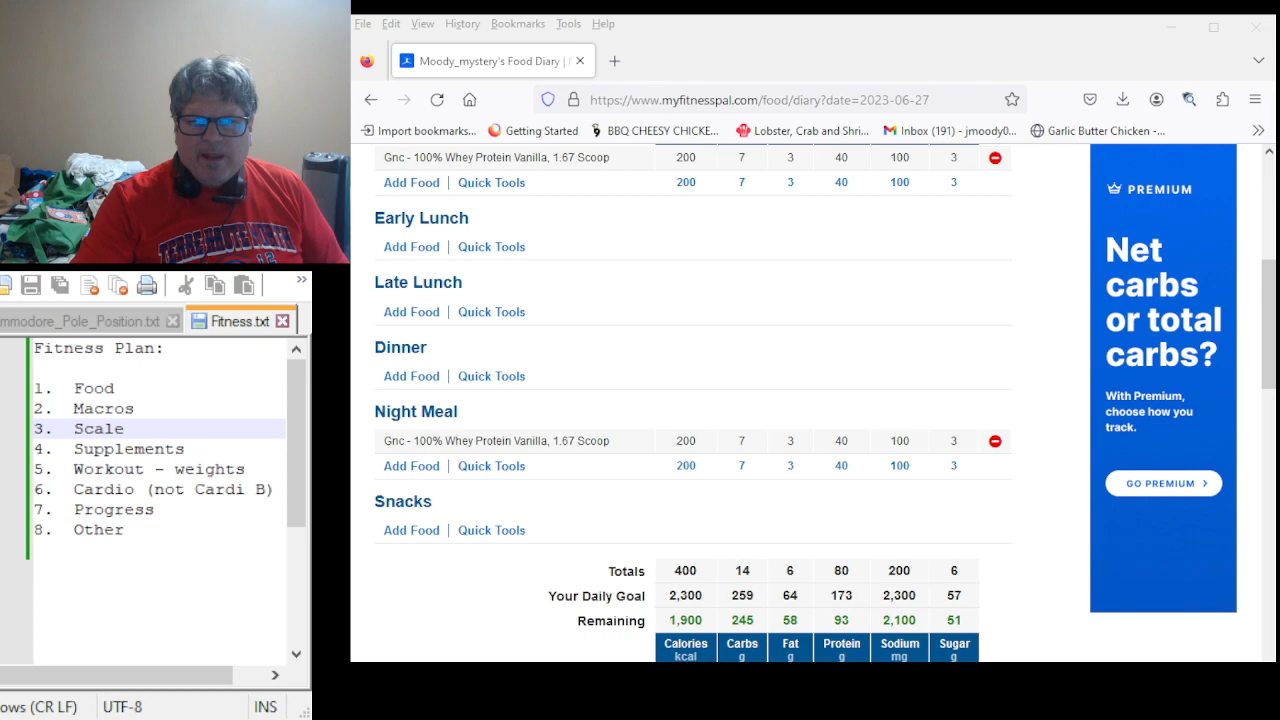 TERRE HAUTE NORTH
File Edit View History Bookmarks Tools Help
Moody_mystery's Food Diary |
https://www.myfitnesspal.com/food/diary?date=2023-06-27
Import bookmarks... Getting Started BBQ CHEESY CHICKE... Lobster, Crab and Shri... Inbox (191) - jmoody0... Garlic Butter Chicken -...
Gnc - 100% Whey Protein Vanilla, 1.67 Scoop 200 7 3 40 100 3
Add Food | Quick Tools 200 7 3 40 100 3
Early Lunch
Add Food | Quick Tools
Late Lunch
Add Food | Quick Tools
Dinner
Add Food | Quick Tools
Night Meal
Gnc - 100% Whey Protein Vanilla, 1.67 Scoop 200 7 3 40 100 3
Add Food | Quick Tools 200 7 3 40 100 3
Snacks
Add Food | Quick Tools
Totals 400 14 6 80 200 6
Your Daily Goal 2,300 259 64 173 2,300 57
Remaining 1,900 245 58 93 2,100 51
Calories Carbs Fat Protein Sodium Sugar
kcal g g g mg g
PREMIUM
Net
carbs
or total
carbs?
With Premium,
choose how you
track.
GO PREMIUM
mmodore_Pole_Position.txt Fitness.txt
Fitness Plan:
1. Food
2. Macros
3. Scale
4. Supplements
5. Workout - weights
6. Cardio (not Cardi B)
7. Progress
8. Other
ows (CR LF) UTF-8 INS